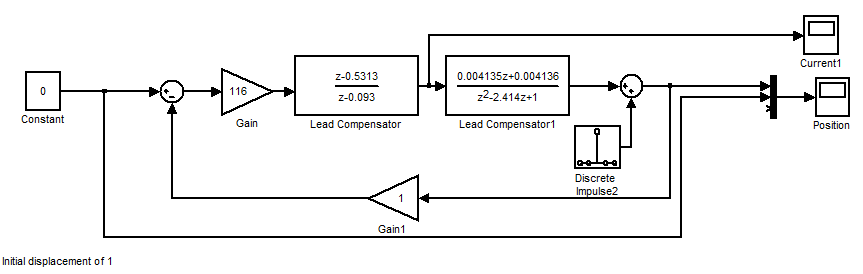 Current1
0
Constant
116
Gain
z-0.5313
z-0.093
Lead Compensator
0.004135z+0.004136
z2-2.414z+1
Lead Compensator1
Position
Discrete
Impulse2
1
Gain1
Initial displacement of 1